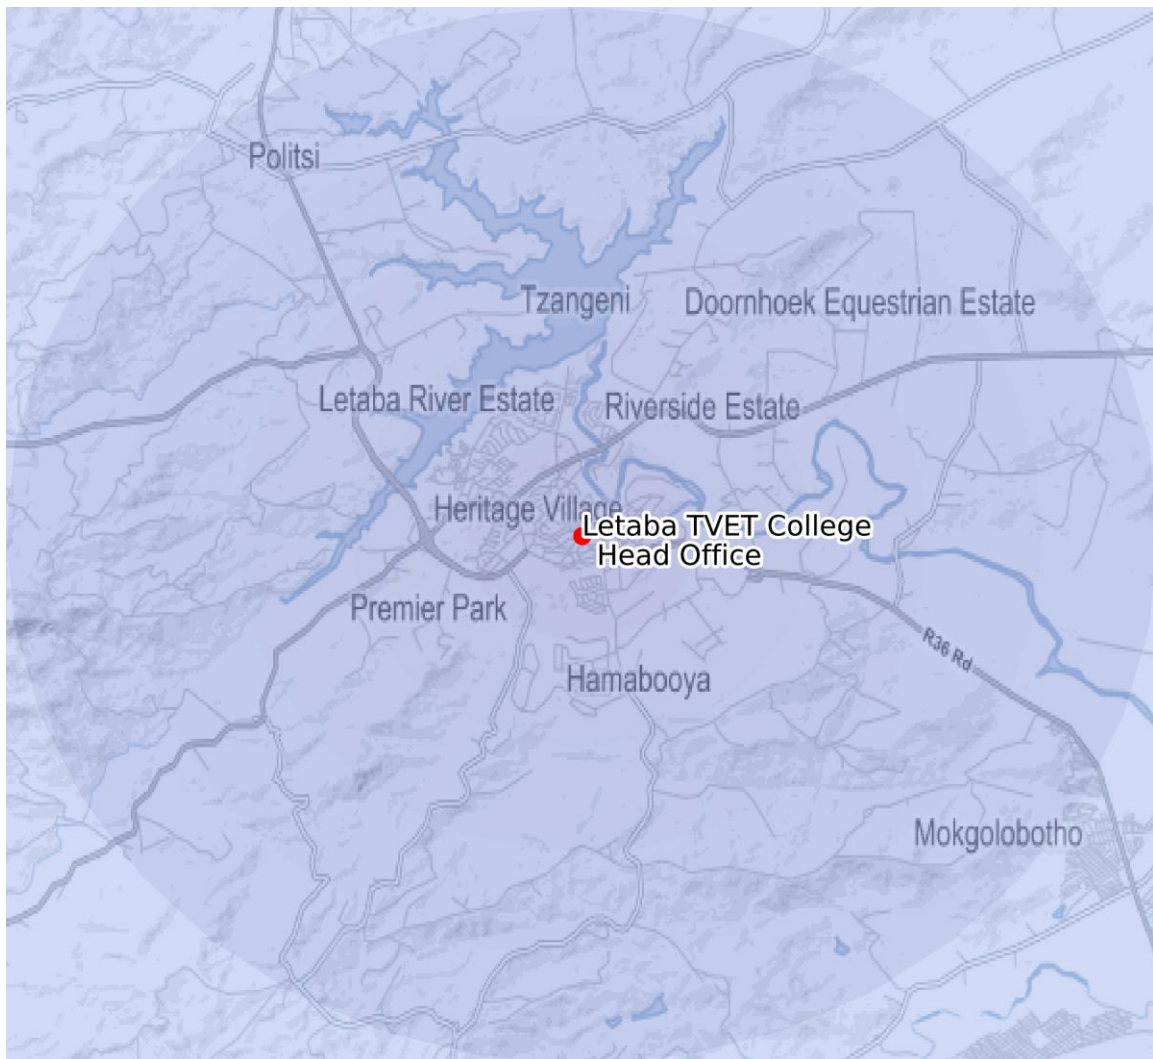 Politsi
Tzangeni
Doornhoek Equestrian Estate
Letaba River Estate
Riverside Estate
Heritage Village
Letaba TVET College
Head Office
Premier Park
R36 Rd
Hamabooya
Mokgolobotho